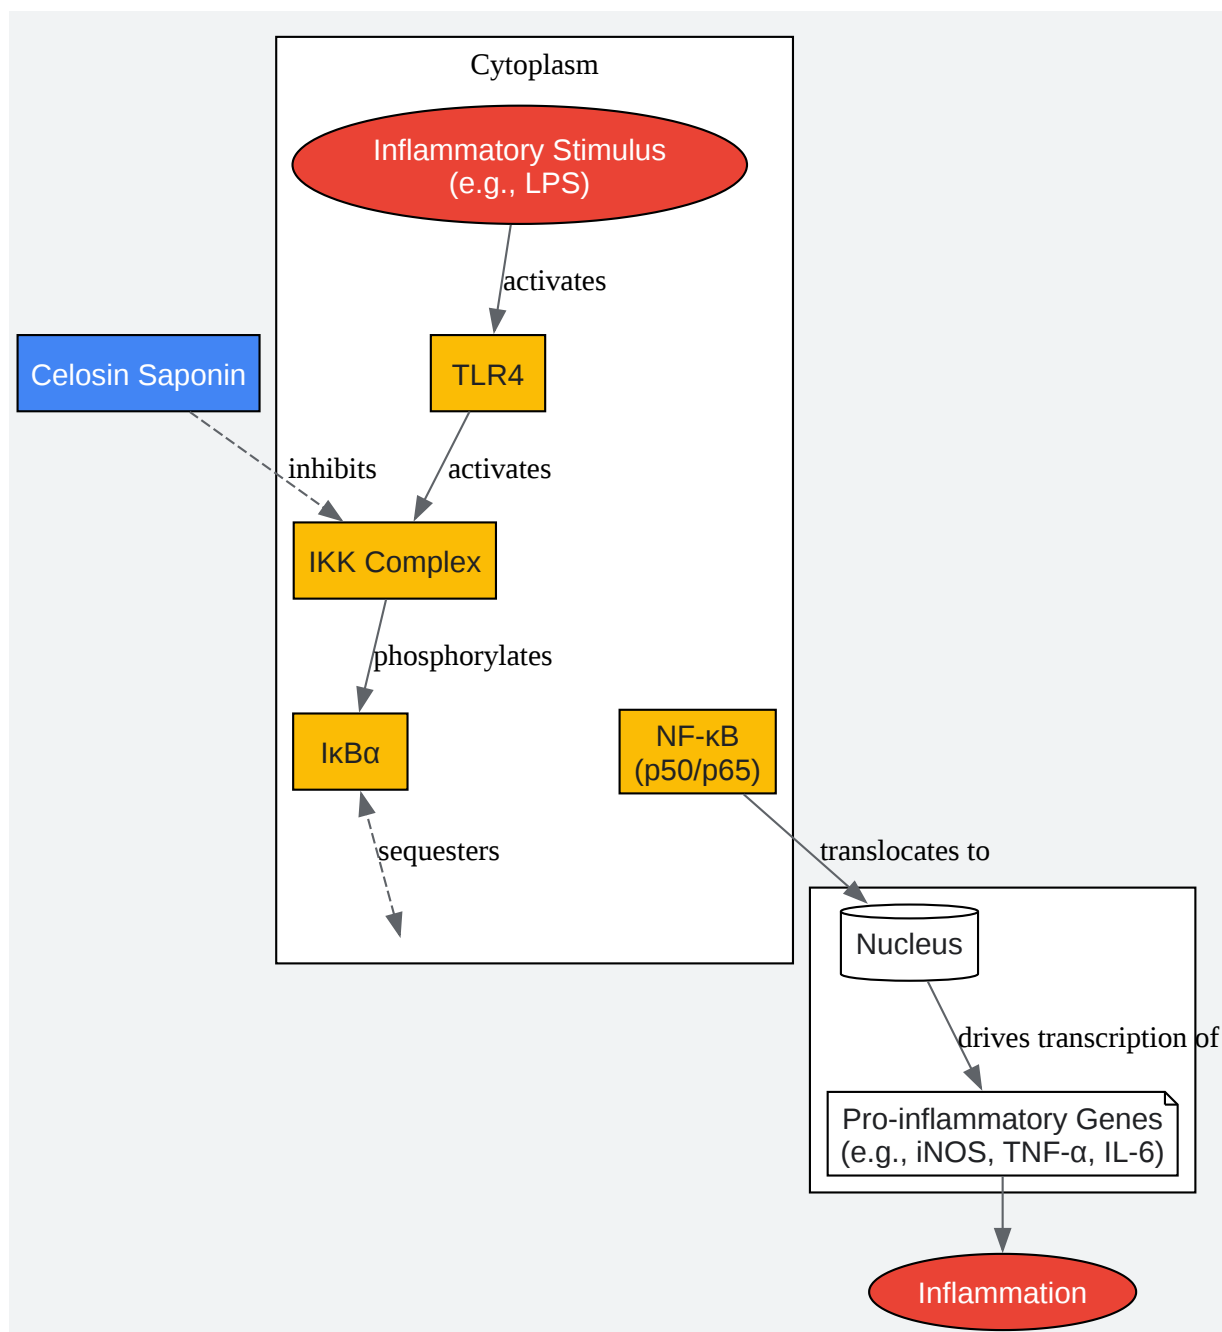 Cytoplasm
Inflammatory Stimulus
(e.g., LPS)
activates
Celosin Saponin
TLR4
inhibits
activates
IKK Complex
phosphorylates
IκBα
NF-κB
(p50/p65)
sequesters
translocates to
Nucleus
drives transcription of
Pro-inflammatory Genes
(e.g., iNOS, TNF-α, IL-6)
Inflammation